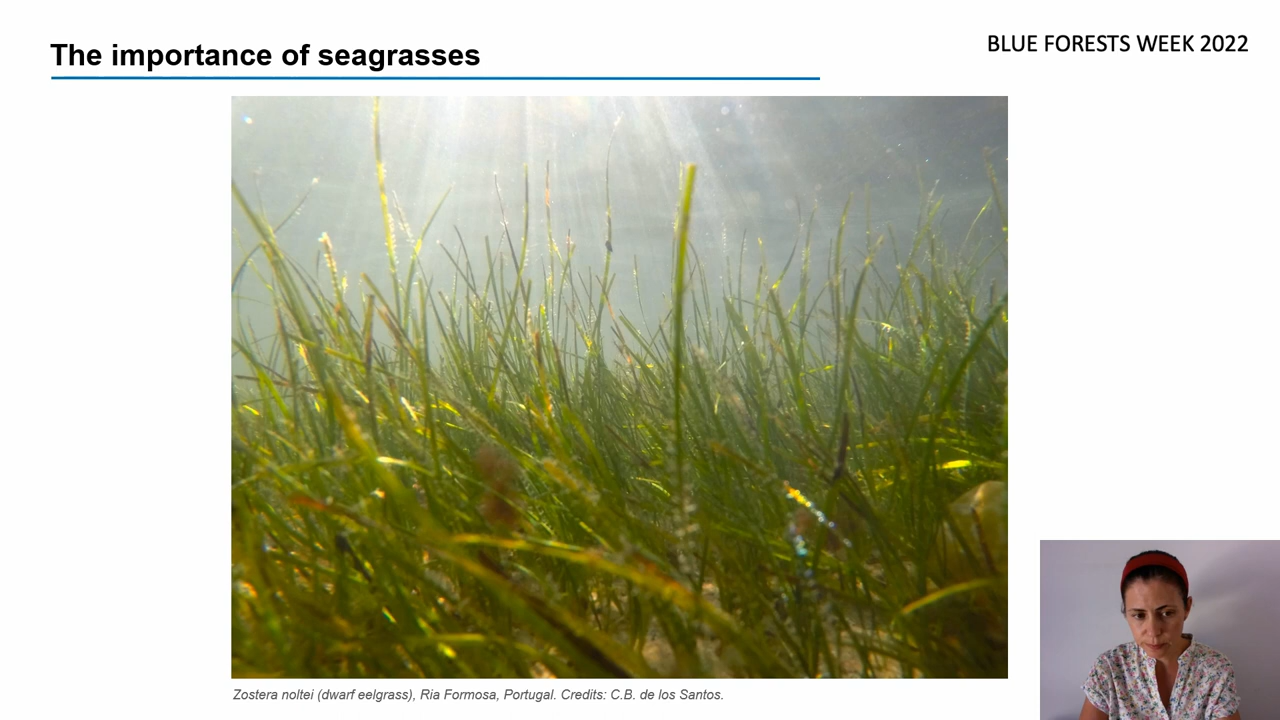 The importance of seagrasses
BLUE FORESTS WEEK 2022
Zostera noltei (dwarf eelgrass), Ria Formosa, Portugal. Credits: C.B. de los Santos.